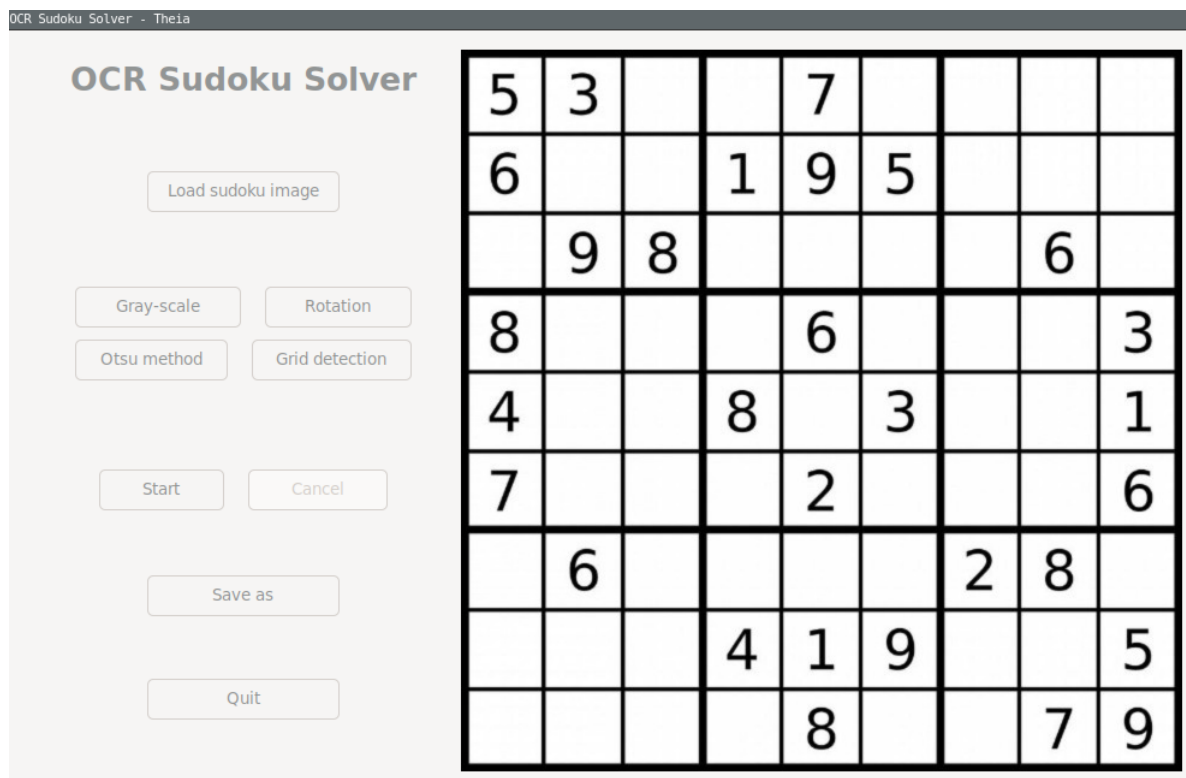 OCR Sudoku Solver - Theia
OCR Sudoku Solver
Load sudoku image
Gray-scale Rotation
Otsu method Grid detection
Start Cancel
Save as
Quit
5 3 7
6 1 9 5
9 8 6
8 6 3
4 8 3 1
7 2 6
6 2 8
4 1 9 5
8 7 9